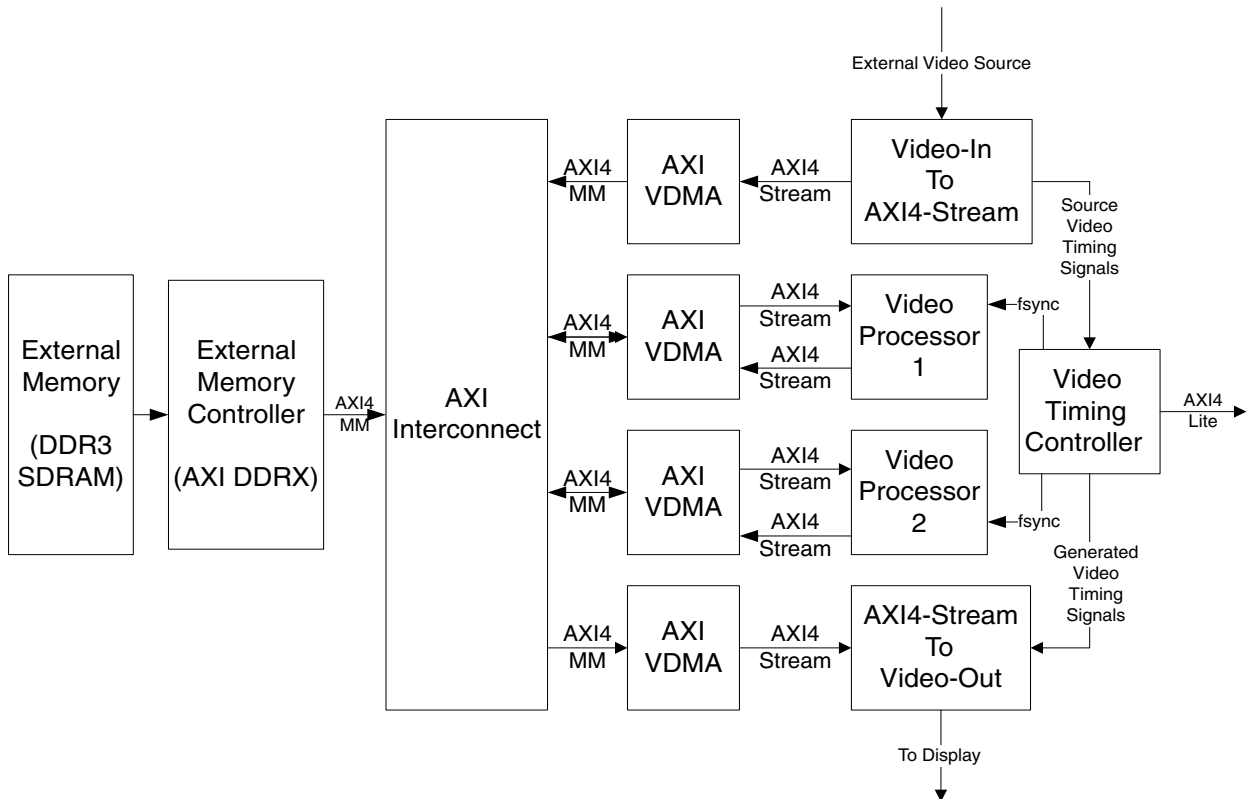 External Video Source
Video-In
To
AXI4-Stream
AXI4
Stream
AXI
VDMA
AXI4
MM
Source
Video
Timing
Signals
External
Memory
(DDR3
SDRAM)
External
Memory
Controller
(AXI DDRX)
AXI4
MM
AXI
Interconnect
AXI4
MM
AXI
VDMA
AXI4
Stream
AXI4
Stream
Video
Processor
1
fsync
Video
Timing
Controller
AXI4
Lite
AXI4
MM
AXI
VDMA
AXI4
Stream
AXI4
Stream
Video
Processor
2
fsync
Generated
Video
Timing
Signals
AXI4
MM
AXI
VDMA
AXI4
Stream
AXI4-Stream
To
Video-Out
To Display